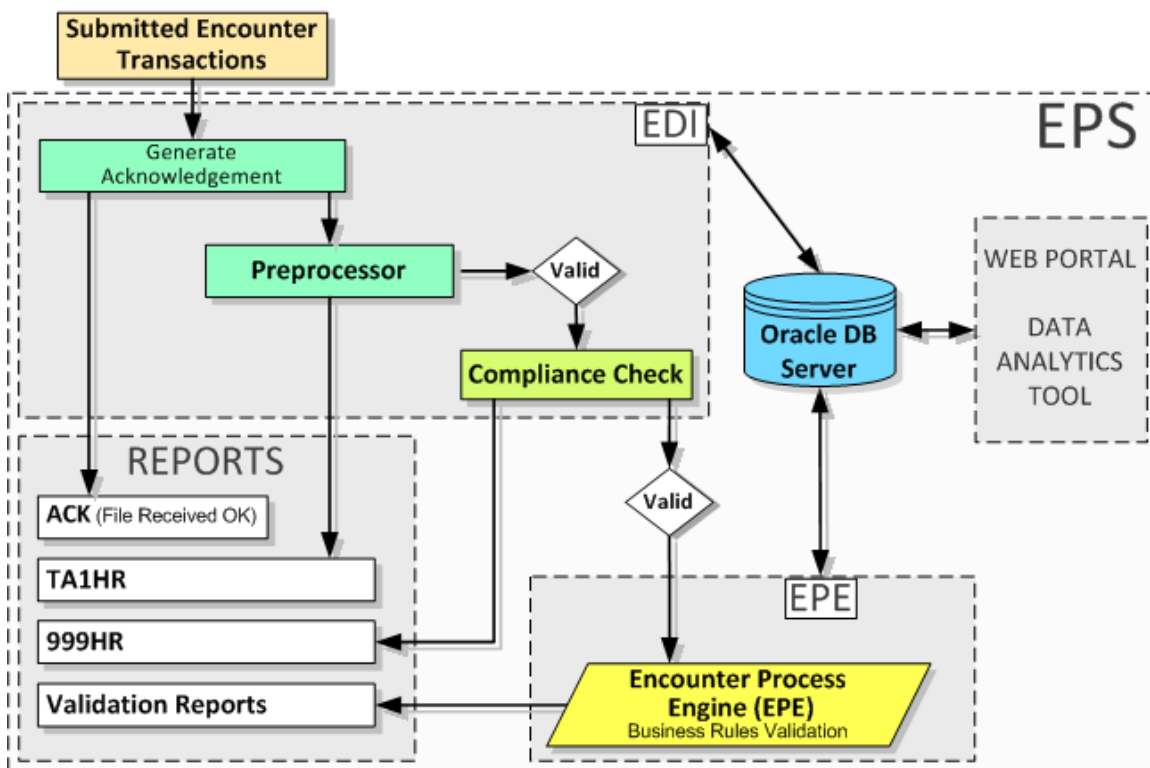 Submitted Encounter
Transactions
EDI
EPS
Generate
Acknowledgement
Preprocessor
Valid
Compliance Check
Oracle DB
Server
WEB PORTAL
DATA
ANALYTICS
TOOL
REPORTS
ACK (File Received OK)
TA1HR
999HR
Validation Reports
Valid
EPE
Encounter Process
Engine (EPE)
Business Rules Validation